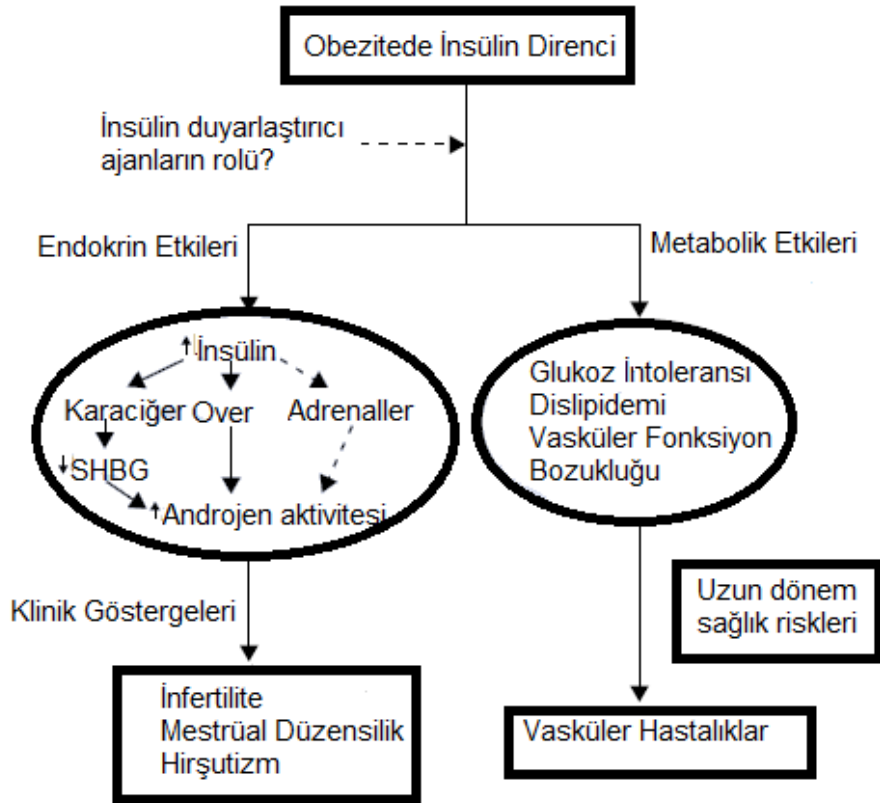 Obezitede İnsülin Direnci
İnsülin duyarlaştırıcı
ajanların rolü?
Endokrin Etkileri
Metabolik Etkileri
↑İnsülin
Karaciğer Over Adrenaller
↓SHBG
↑Androjen aktivitesi
Glukoz İntoleransı
Dislipidemi
Vasküler Fonksiyon
Bozukluğu
Klinik Göstergeleri
Uzun dönem
sağlık riskleri
İnfertilite
Mestrüal Düzensilik
Hirşutizm
Vasküler Hastalıklar